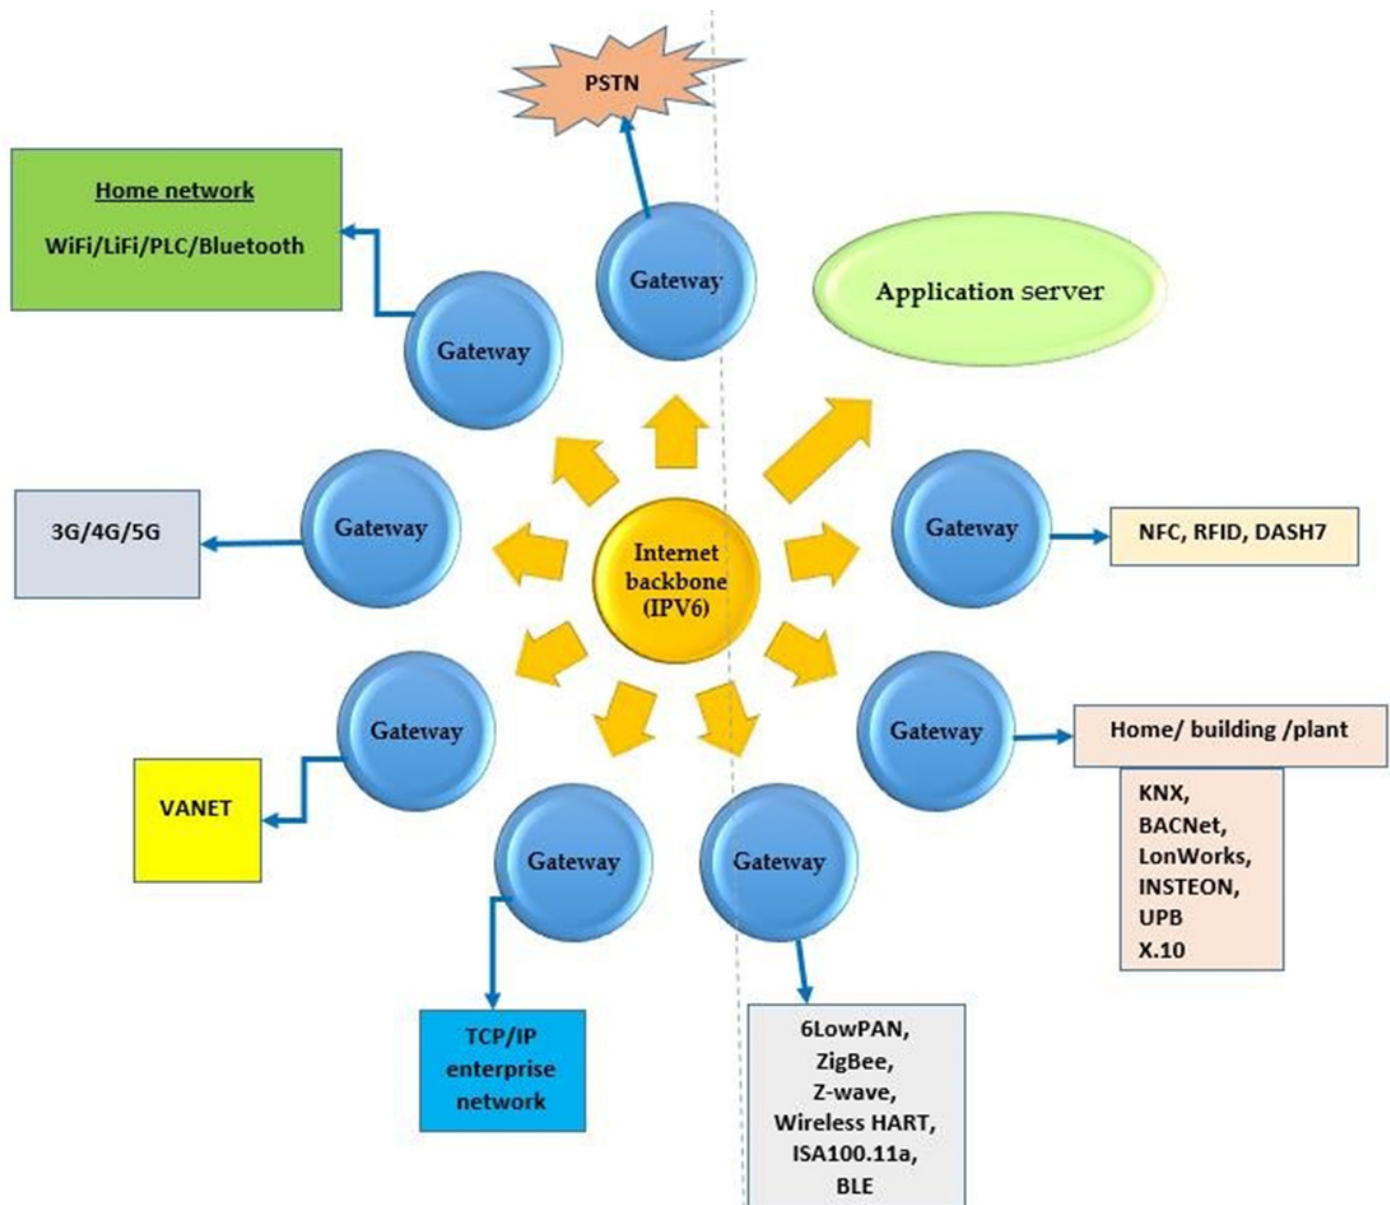 PSTN
Home network
WiFi/LiFi/PLC/Bluetooth
Gateway
Application server
Gateway
3G/4G/5G
Gateway
Internet
backbone
(IPV6)
Gateway
NFC, RFID, DASH7
VANET
Gateway
Gateway
Home/ building /plant
KNX,
BACNet,
LonWorks,
INSTEON,
UPB
X.10
Gateway
Gateway
TCP/IP
enterprise
network
6LowPAN,
ZigBee,
Z-wave,
Wireless HART,
ISA100.11a,
BLE